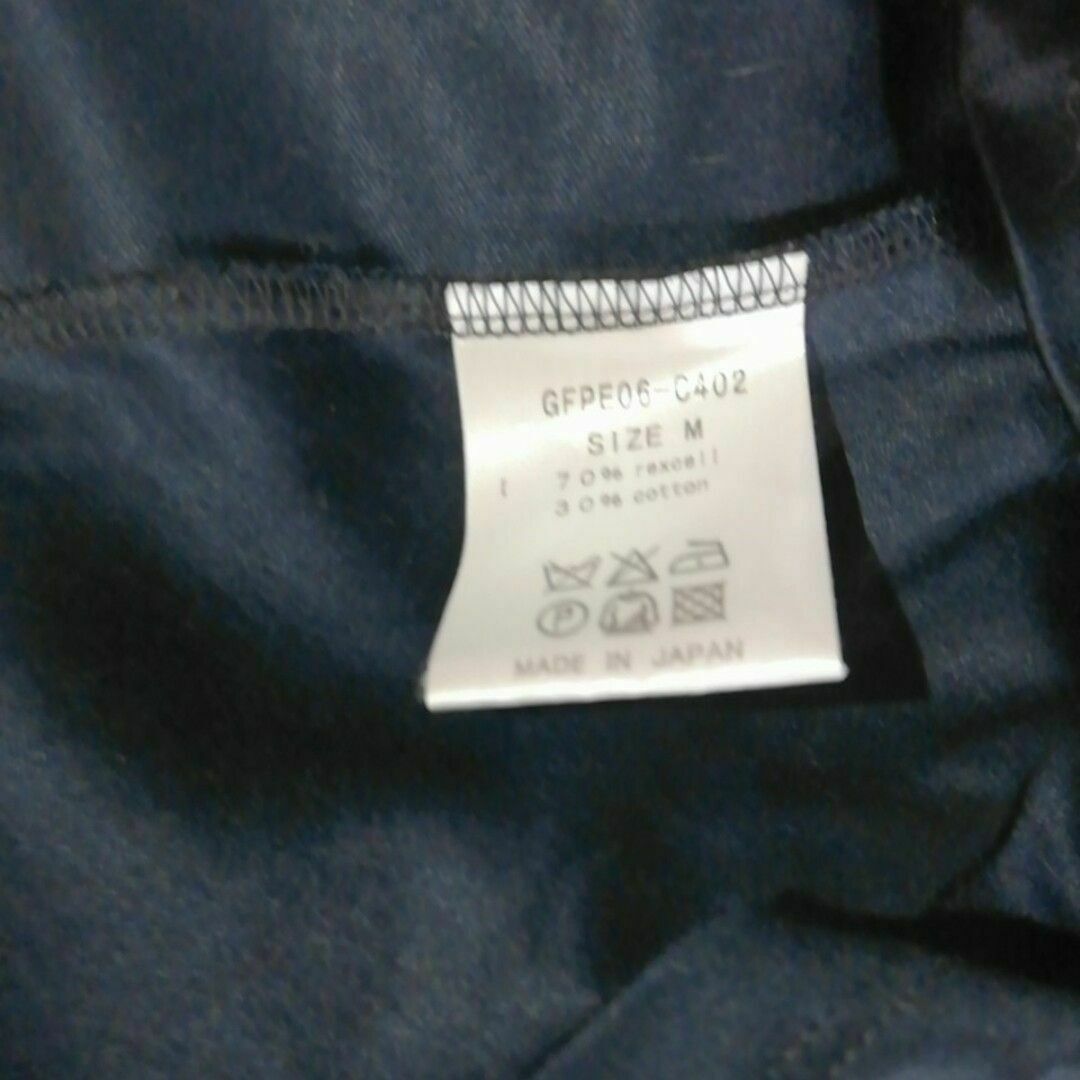 GFPE06-C402
SIZE M
70% rexcell
30% cotton
P
MADE IN JAPAN